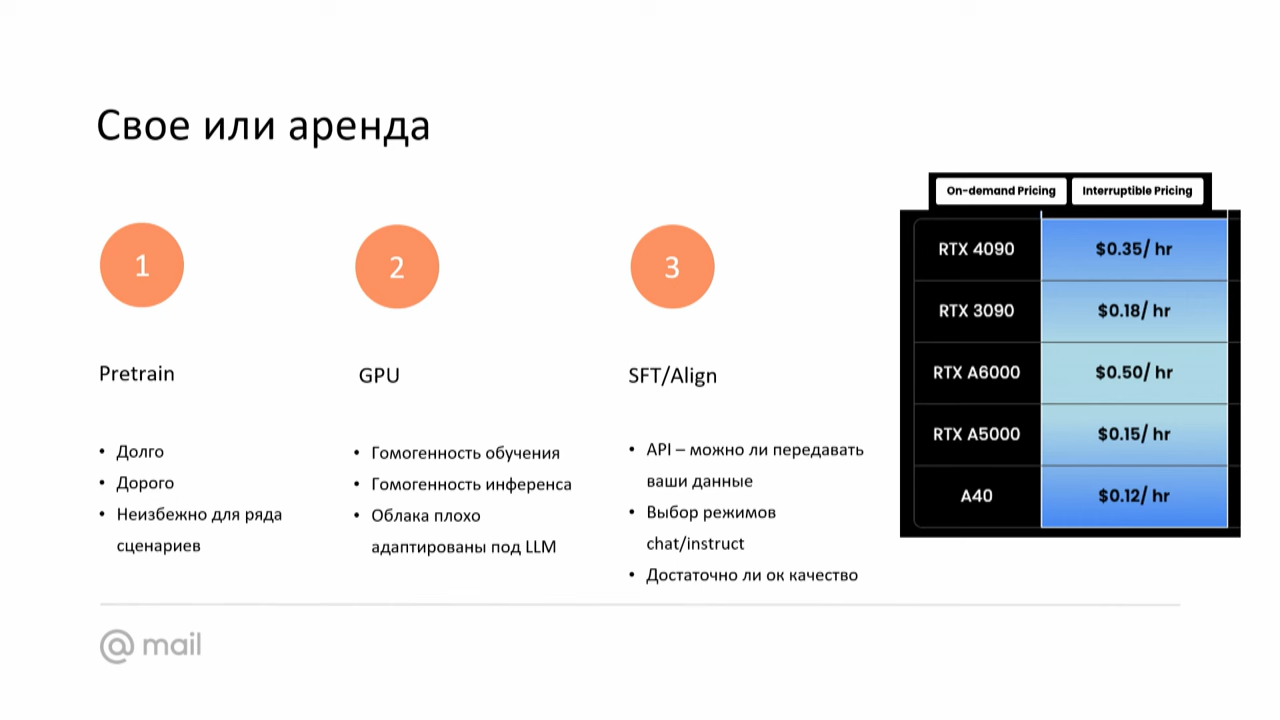 Свое или аренда
1
Pretrain
• Долго
• Дорого
• Неизбежно для ряда
сценариев
2
GPU
• Гомогенность обучения
• Гомогенность инференса
• Облака плохо
адаптированы под LLM
3
SFT/Align
• API – можно ли передавать
ваши данные
• Выбор режимов
chat/instruct
• Достаточно ли ок качество
On-demand Pricing Interruptible Pricing
RTX 4090 $0.35/ hr
RTX 3090 $0.18/ hr
RTX A6000 $0.50/ hr
RTX A5000 $0.15/ hr
A40 $0.12/ hr
@ mail